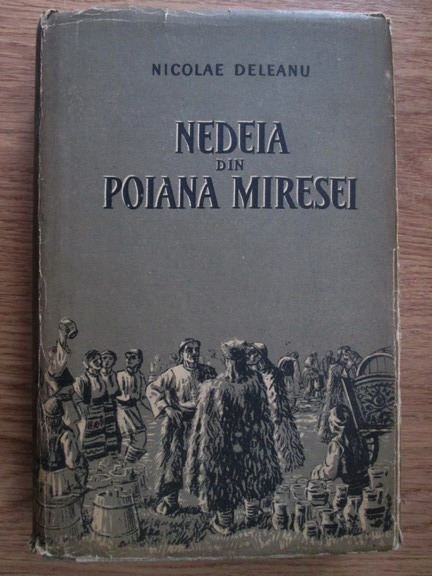 NICOLAE DELEANU
NEDEIA
DIN
POIANA MIRESEI